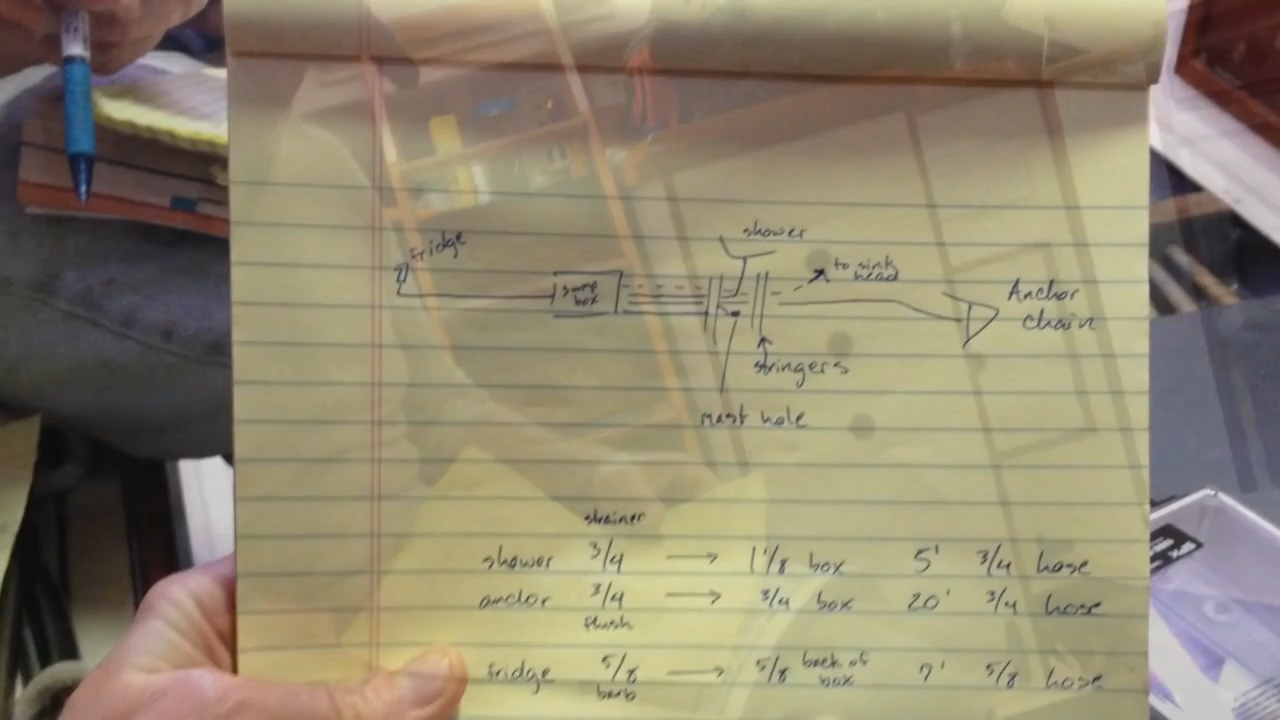 shower
fridge
to sink
head
sump
box
Anchor
chain
stringers
mast hole
strainer
shower 3/4 → 1 1/8 box 5' 3/4 hose
anchor 3/4 → 3/4 box 20' 3/4 hose
flush
fridge 5/8 → 5/8 back of box 7' 5/8 hose
barb